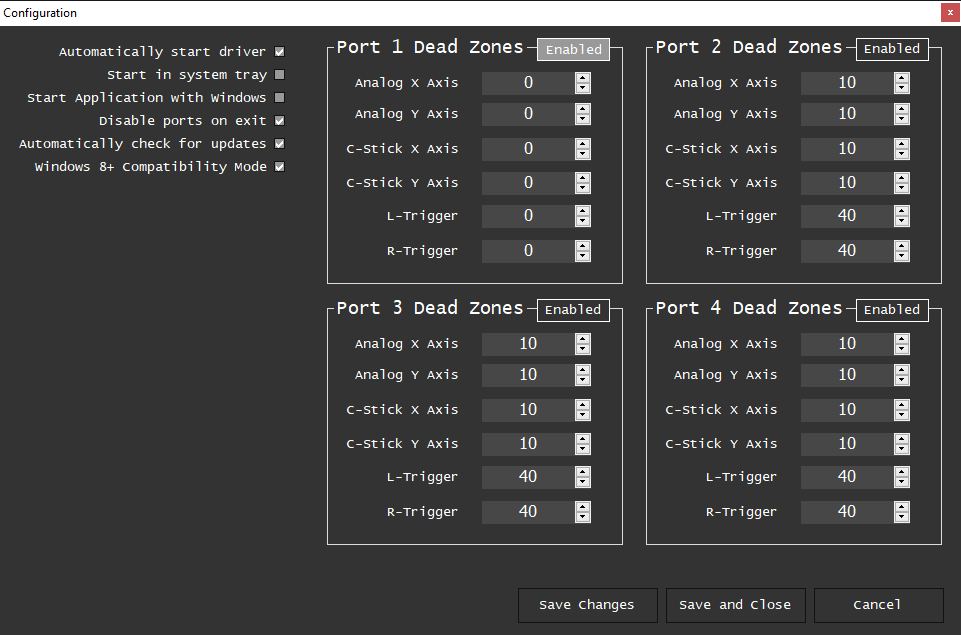 Configuration
x
Automatically start driver
Start in system tray
Start Application with Windows
Disable ports on exit
Automatically check for updates
Windows 8+ Compatibility Mode
Port 1 Dead Zones Enabled
Analog X Axis 0
Analog Y Axis 0
C-Stick X Axis 0
C-Stick Y Axis 0
L-Trigger 0
R-Trigger 0
Port 2 Dead Zones Enabled
Analog X Axis 10
Analog Y Axis 10
C-Stick X Axis 10
C-Stick Y Axis 10
L-Trigger 40
R-Trigger 40
Port 3 Dead Zones Enabled
Analog X Axis 10
Analog Y Axis 10
C-Stick X Axis 10
C-Stick Y Axis 10
L-Trigger 40
R-Trigger 40
Port 4 Dead Zones Enabled
Analog X Axis 10
Analog Y Axis 10
C-Stick X Axis 10
C-Stick Y Axis 10
L-Trigger 40
R-Trigger 40
Save Changes Save and Close Cancel